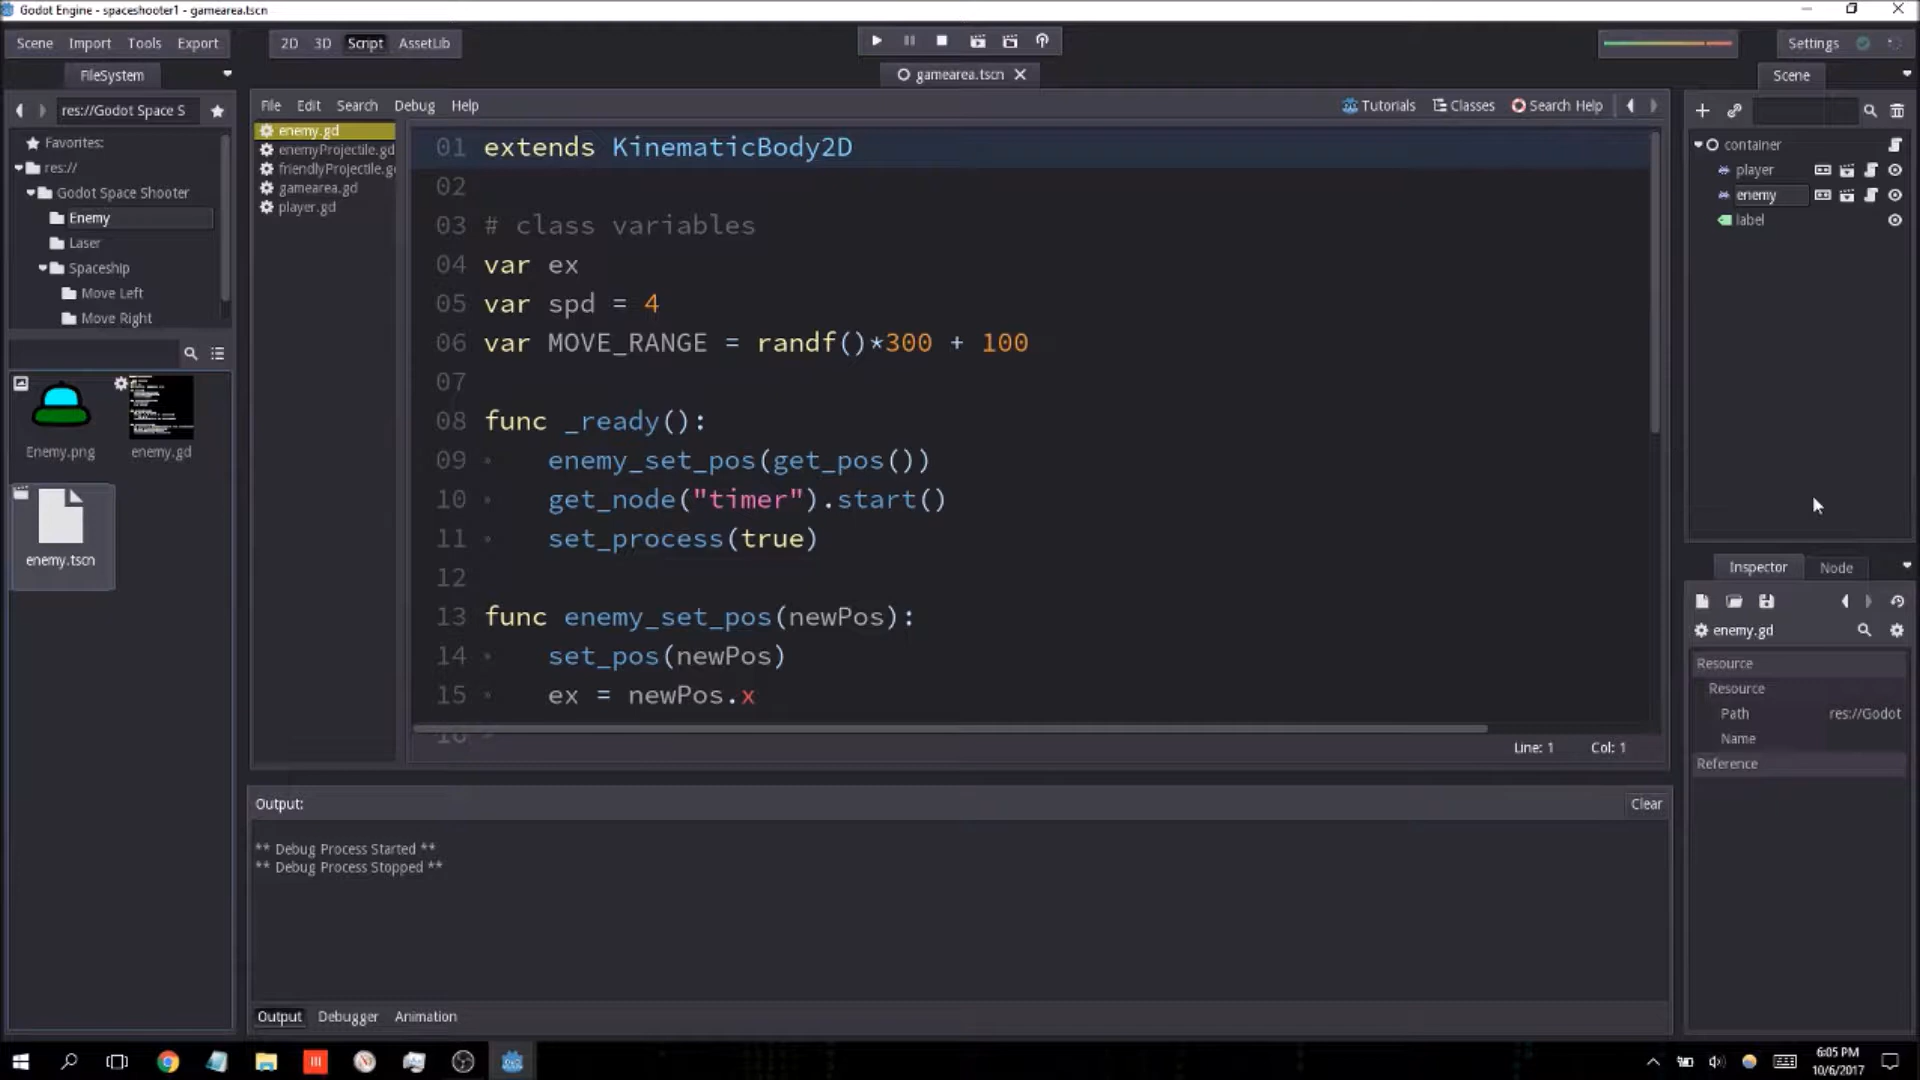 Godot Engine - spaceshooter1 - gamearea.tscn
Scene Import Tools Export 2D 3D Script AssetLib Settings
FileSystem gamearea.tscn Scene
res://Godot Space S
File Edit Search Debug Help Tutorials Classes Search Help
Favorites:
res://
Godot Space Shooter
Enemy
Laser
Spaceship
Move Left
Move Right
Enemy.png enemy.gd
enemy.tscn
enemy.gd
enemyProjectile.gd
friendlyProjectile.g
gamearea.gd
player.gd
01 extends KinematicBody2D
02
03 # class variables
04 var ex
05 var spd = 4
06 var MOVE_RANGE = randf()*300 + 100
07
08 func _ready():
09 enemy_set_pos(get_pos())
10 get_node("timer").start()
11 set_process(true)
12
13 func enemy_set_pos(newPos):
14 set_pos(newPos)
15 ex = newPos.x
Line: 1 Col: 1
container
player
enemy
label
Inspector Node
enemy.gd
Resource
Resource
Path res://Godot
Name
Reference
Output: Clear
** Debug Process Started **
** Debug Process Stopped **
Output Debugger Animation
6:05 PM
10/6/2017